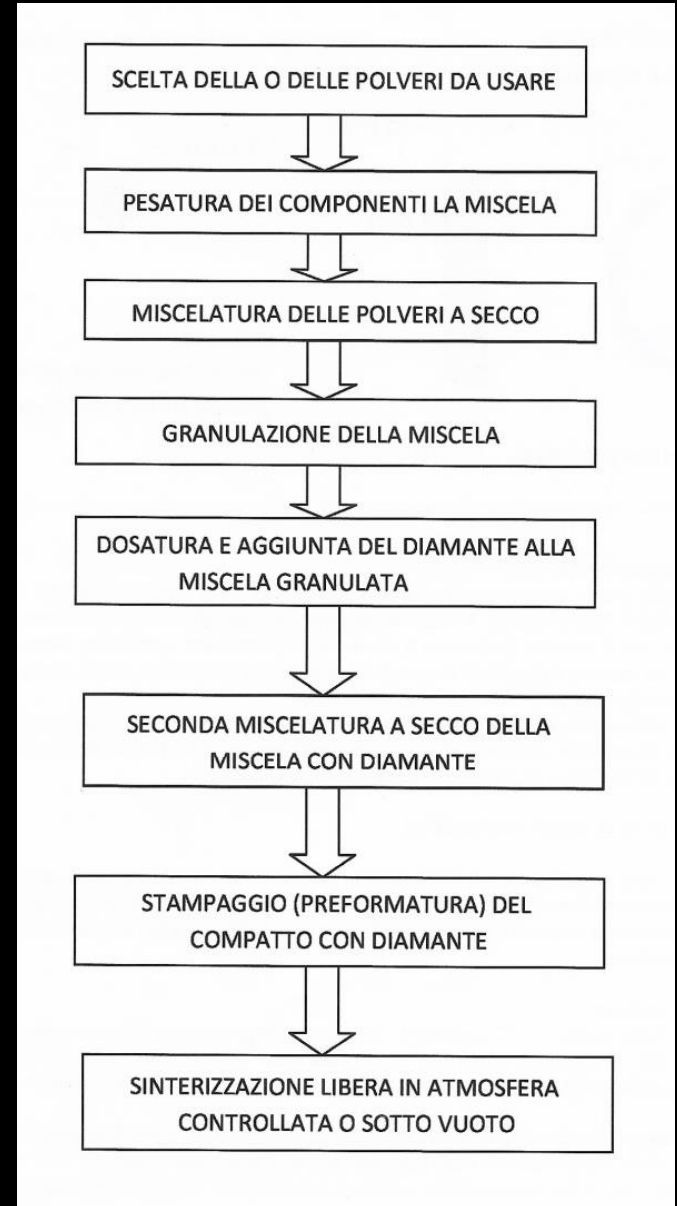 SCELTA DELLA O DELLE POLVERI DA USARE
PESATURA DEI COMPONENTI LA MISCELA
MISCELATURA DELLE POLVERI A SECCO
GRANULAZIONE DELLA MISCELA
DOSATURA E AGGIUNTA DEL DIAMANTE ALLA
MISCELA GRANULATA
SECONDA MISCELATURA A SECCO DELLA
MISCELA CON DIAMANTE
STAMPAGGIO (PREFORMATURA) DEL
COMPATTO CON DIAMANTE
SINTERIZZAZIONE LIBERA IN ATMOSFERA
CONTROLLATA O SOTTO VUOTO